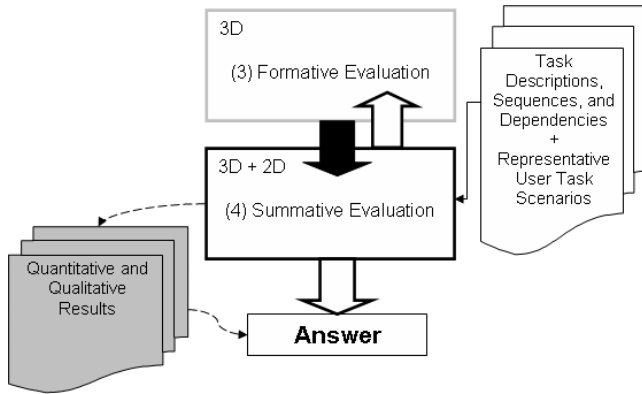 3D
(3) Formative Evaluation
Task
Descriptions,
Sequences, and
Dependencies
+
Representative
User Task
Scenarios
3D + 2D
(4) Summative Evaluation
Quantitative and
Qualitative
Results
Answer